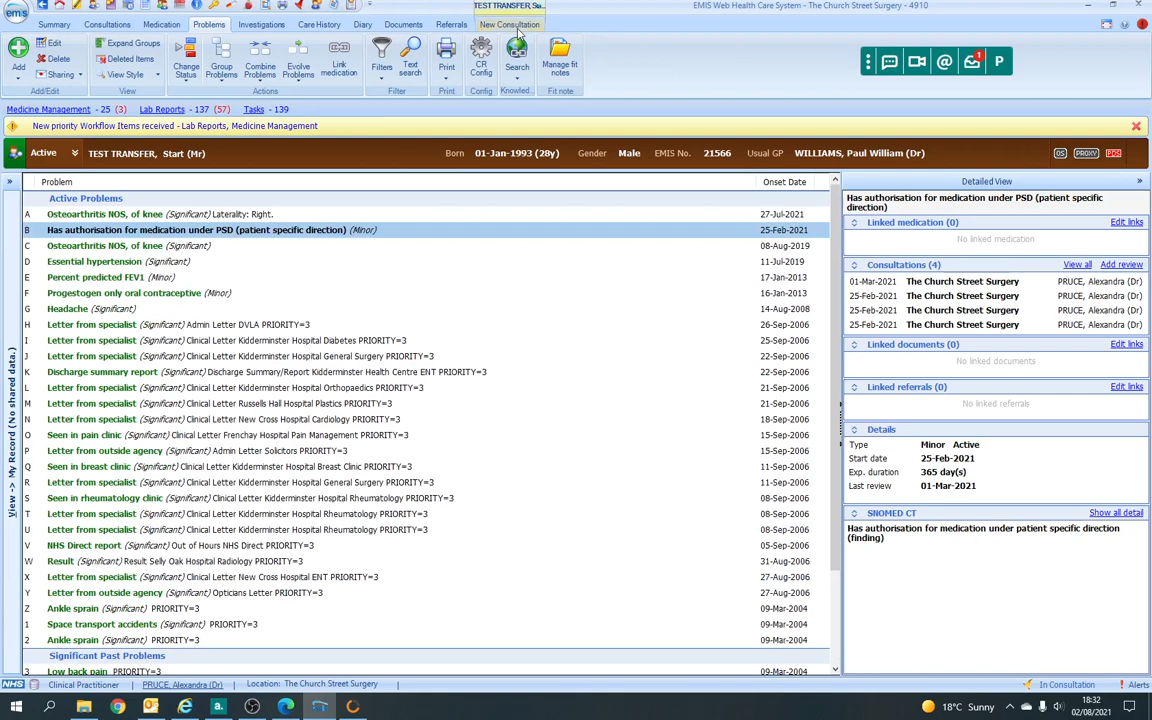 emis
TEST TRANSFER, Su...
EMIS Web Health Care System - The Church Street Surgery - 4910
Summary Consultations Medication Problems Investigations Care History Diary Documents Referrals New Consultation
Add
Edit
Delete
Sharing
Add/Edit
Expand Groups
Deleted Items
View Style
View
Change Status
Group Problems
Combine Problems
Evolve Problems
Link medication
Actions
Filters
Text search
Filter
Print
Print
CR Config
Config
Search
Knowled...
Manage fit notes
Fit note
@ 1 P
Medicine Management - 25 (3) Lab Reports - 137 (57) Tasks - 139
New priority Workflow Items received - Lab Reports, Medicine Management
Active TEST TRANSFER, Start (Mr) Born 01-Jan-1993 (28y) Gender Male EMIS No. 21566 Usual GP WILLIAMS, Paul William (Dr) OS PROXY PDS
View -> My Record (No shared data.)
Problem Onset Date
Active Problems
A Osteoarthritis NOS, of knee (Significant) Laterality: Right. 27-Jul-2021
B Has authorisation for medication under PSD (patient specific direction) (Minor) 25-Feb-2021
C Osteoarthritis NOS, of knee (Significant) 08-Aug-2019
D Essential hypertension (Significant) 11-Jul-2019
E Percent predicted FEV1 (Minor) 17-Jan-2013
F Progestogen only oral contraceptive (Minor) 16-Jan-2013
G Headache (Significant) 14-Aug-2008
H Letter from specialist (Significant) Admin Letter DVLA PRIORITY=3 26-Sep-2006
I Letter from specialist (Significant) Clinical Letter Kidderminster Hospital Diabetes PRIORITY=3 25-Sep-2006
J Letter from specialist (Significant) Clinical Letter Kidderminster Hospital General Surgery PRIORITY=3 22-Sep-2006
K Discharge summary report (Significant) Discharge Summary/Report Kidderminster Health Centre ENT PRIORITY=3 22-Sep-2006
L Letter from specialist (Significant) Clinical Letter Kidderminster Hospital Orthopaedics PRIORITY=3 21-Sep-2006
M Letter from specialist (Significant) Clinical Letter Russells Hall Hospital Plastics PRIORITY=3 21-Sep-2006
N Letter from specialist (Significant) Clinical Letter New Cross Hospital Cardiology PRIORITY=3 18-Sep-2006
O Seen in pain clinic (Significant) Clinical Letter Frenchay Hospital Pain Management PRIORITY=3 15-Sep-2006
P Letter from outside agency (Significant) Admin Letter Solicitors PRIORITY=3 15-Sep-2006
Q Seen in breast clinic (Significant) Clinical Letter Kidderminster Hospital Breast Clinic PRIORITY=3 11-Sep-2006
R Letter from specialist (Significant) Clinical Letter Kidderminster Hospital General Surgery PRIORITY=3 11-Sep-2006
S Seen in rheumatology clinic (Significant) Clinical Letter Kidderminster Hospital Rheumatology PRIORITY=3 08-Sep-2006
T Letter from specialist (Significant) Clinical Letter Kidderminster Hospital Rheumatology PRIORITY=3 08-Sep-2006
U Letter from specialist (Significant) Clinical Letter Kidderminster Hospital Rheumatology PRIORITY=3 08-Sep-2006
V NHS Direct report (Significant) Out of Hours NHS Direct PRIORITY=3 05-Sep-2006
W Result (Significant) Result Selly Oak Hospital Radiology PRIORITY=3 31-Aug-2006
X Letter from specialist (Significant) Clinical Letter New Cross Hospital ENT PRIORITY=3 27-Aug-2006
Y Letter from outside agency (Significant) Opticians Letter PRIORITY=3 27-Aug-2006
Z Ankle sprain (Significant) PRIORITY=3 09-Mar-2004
1 Space transport accidents (Significant) PRIORITY=3 09-Mar-2004
2 Ankle sprain (Significant) PRIORITY=3 09-Mar-2004
Significant Past Problems
3 Low back pain PRIORITY=3 09-Mar-2004
Detailed View
Has authorisation for medication under PSD (patient specific direction)
Linked medication (0) Edit links
No linked medication
Consultations (4) View all Add review
01-Mar-2021 The Church Street Surgery PRUCE, Alexandra (Dr)
25-Feb-2021 The Church Street Surgery PRUCE, Alexandra (Dr)
25-Feb-2021 The Church Street Surgery PRUCE, Alexandra (Dr)
25-Feb-2021 The Church Street Surgery PRUCE, Alexandra (Dr)
Linked documents (0) Edit links
No linked documents
Linked referrals (0) Edit links
No linked referrals
Details
Type Minor Active
Start date 25-Feb-2021
Exp. duration 365 day(s)
Last review 01-Mar-2021
SNOMED CT Show all detail
Has authorisation for medication under patient specific direction (finding)
NHS Clinical Practitioner PRUCE, Alexandra (Dr) Location: The Church Street Surgery In Consultation Alerts
a. 18°C Sunny 18:32
02/08/2021